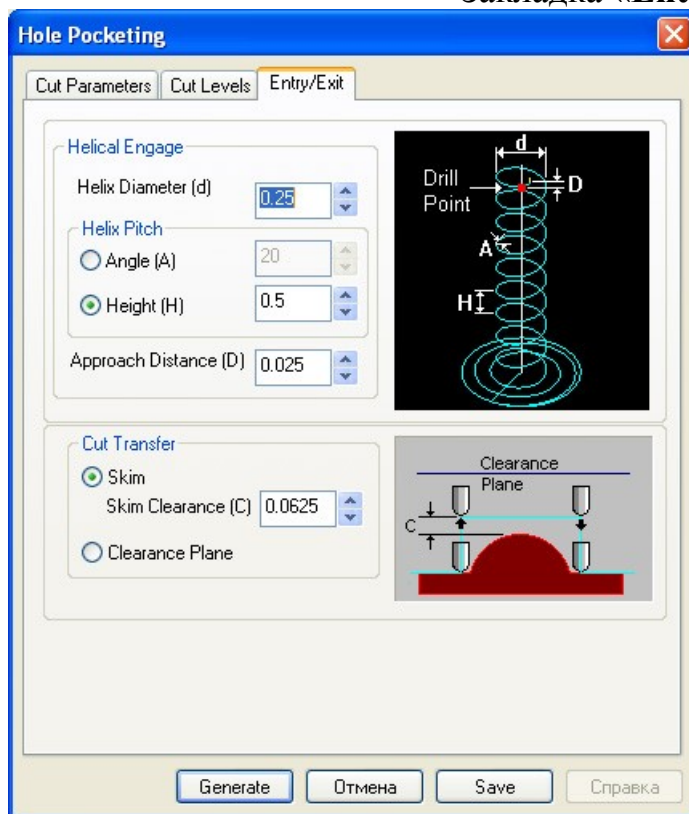 Hole Pocketing
Cut Parameters Cut Levels Entry/Exit
Helical Engage
Helix Diameter (d) 0.25
Helix Pitch
Angle (A) 20
Height (H) 0.5
Approach Distance (D) 0.025
d
Drill
Point
D
A
H
Cut Transfer
Skim
Skim Clearance (C) 0.0625
Clearance Plane
Clearance
Plane
C
Generate Отмена Save Справка